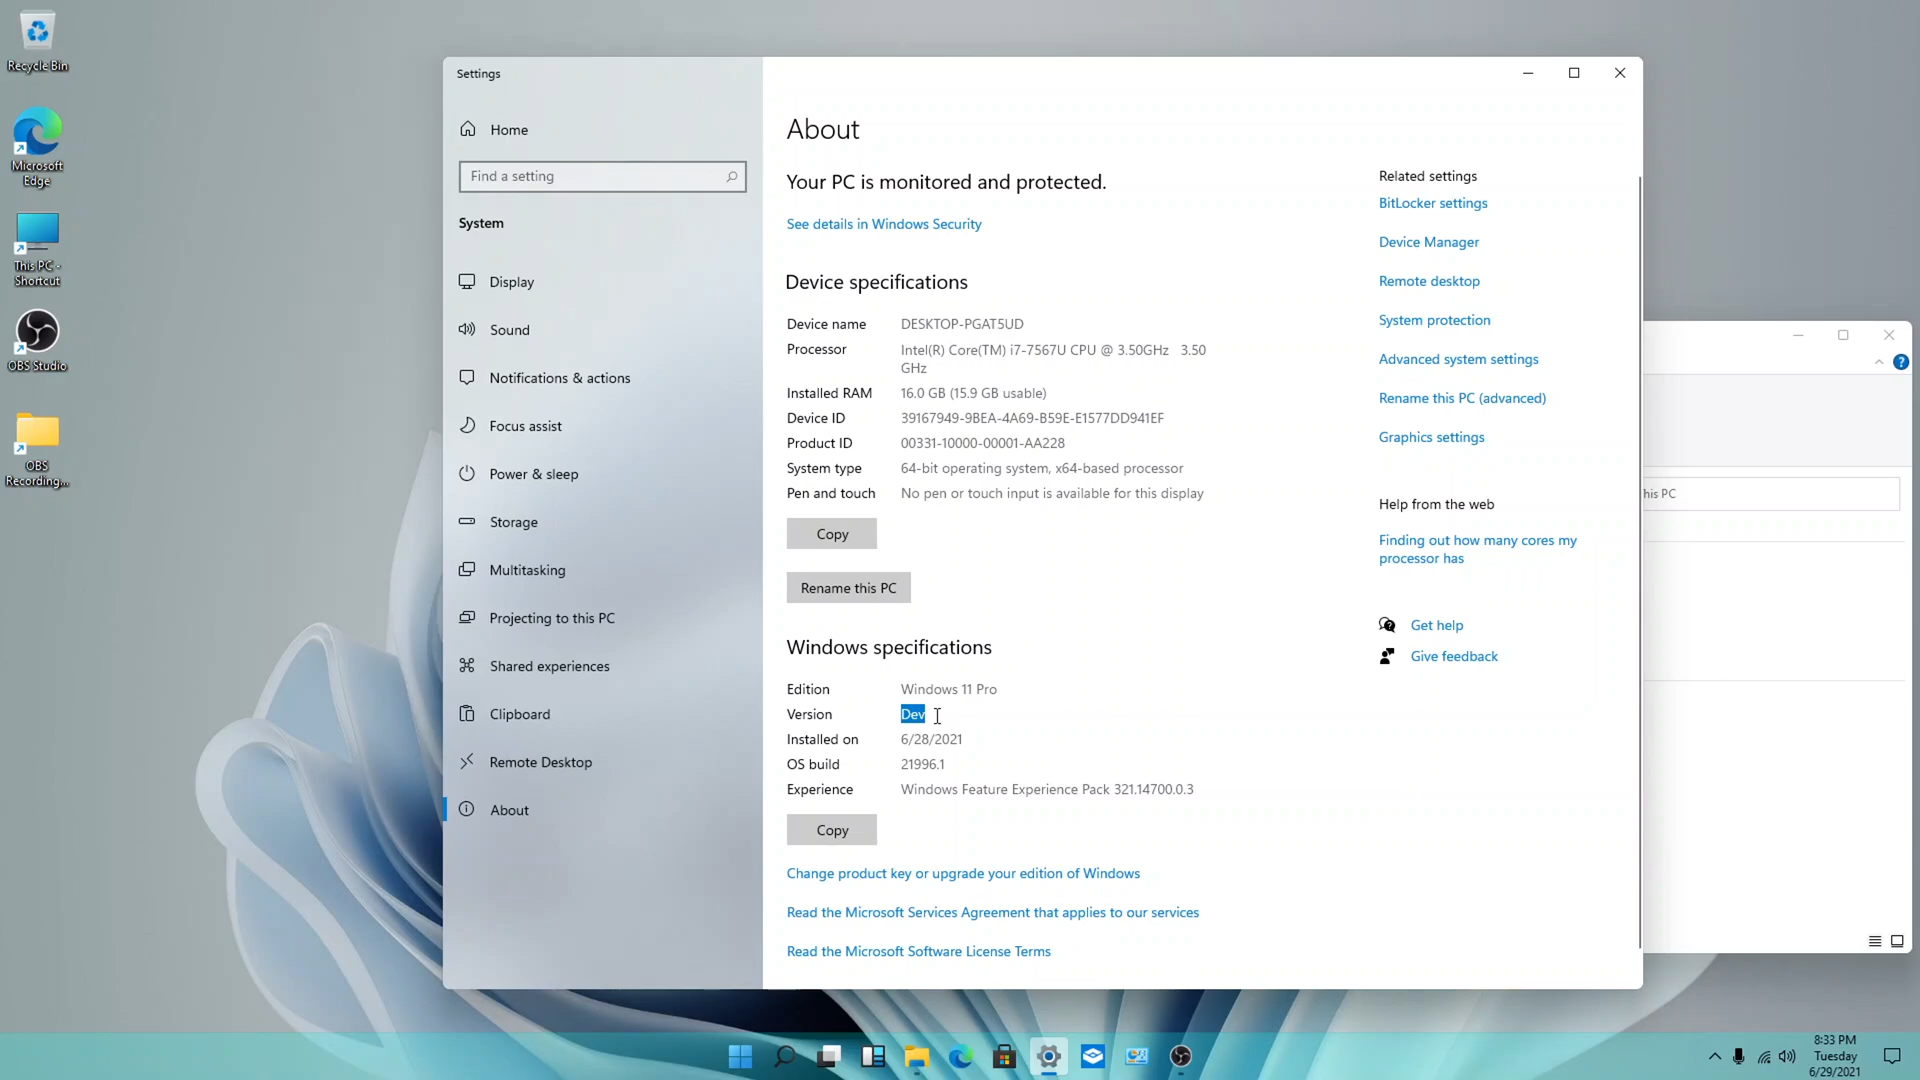 Recycle Bin
Microsoft
Edge
This PC -
Shortcut
OBS Studio
OBS
Recording...
Settings
Home
Find a setting
System
Display
Sound
Notifications & actions
Focus assist
Power & sleep
Storage
Multitasking
Projecting to this PC
Shared experiences
Clipboard
Remote Desktop
About
About
Your PC is monitored and protected.
See details in Windows Security
Device specifications
Device name DESKTOP-PGAT5UD
Processor Intel(R) Core(TM) i7-7567U CPU @ 3.50GHz 3.50
GHz
Installed RAM 16.0 GB (15.9 GB usable)
Device ID 39167949-9BEA-4A69-B59E-E1577DD941EF
Product ID 00331-10000-00001-AA228
System type 64-bit operating system, x64-based processor
Pen and touch No pen or touch input is available for this display
Copy
Rename this PC
Windows specifications
Edition Windows 11 Pro
Version Dev
Installed on 6/28/2021
OS build 21996.1
Experience Windows Feature Experience Pack 321.14700.0.3
Copy
Change product key or upgrade your edition of Windows
Read the Microsoft Services Agreement that applies to our services
Read the Microsoft Software License Terms
Related settings
BitLocker settings
Device Manager
Remote desktop
System protection
Advanced system settings
Rename this PC (advanced)
Graphics settings
Help from the web
Finding out how many cores my
processor has
Get help
Give feedback
his PC
8:33 PM
Tuesday
6/29/2021